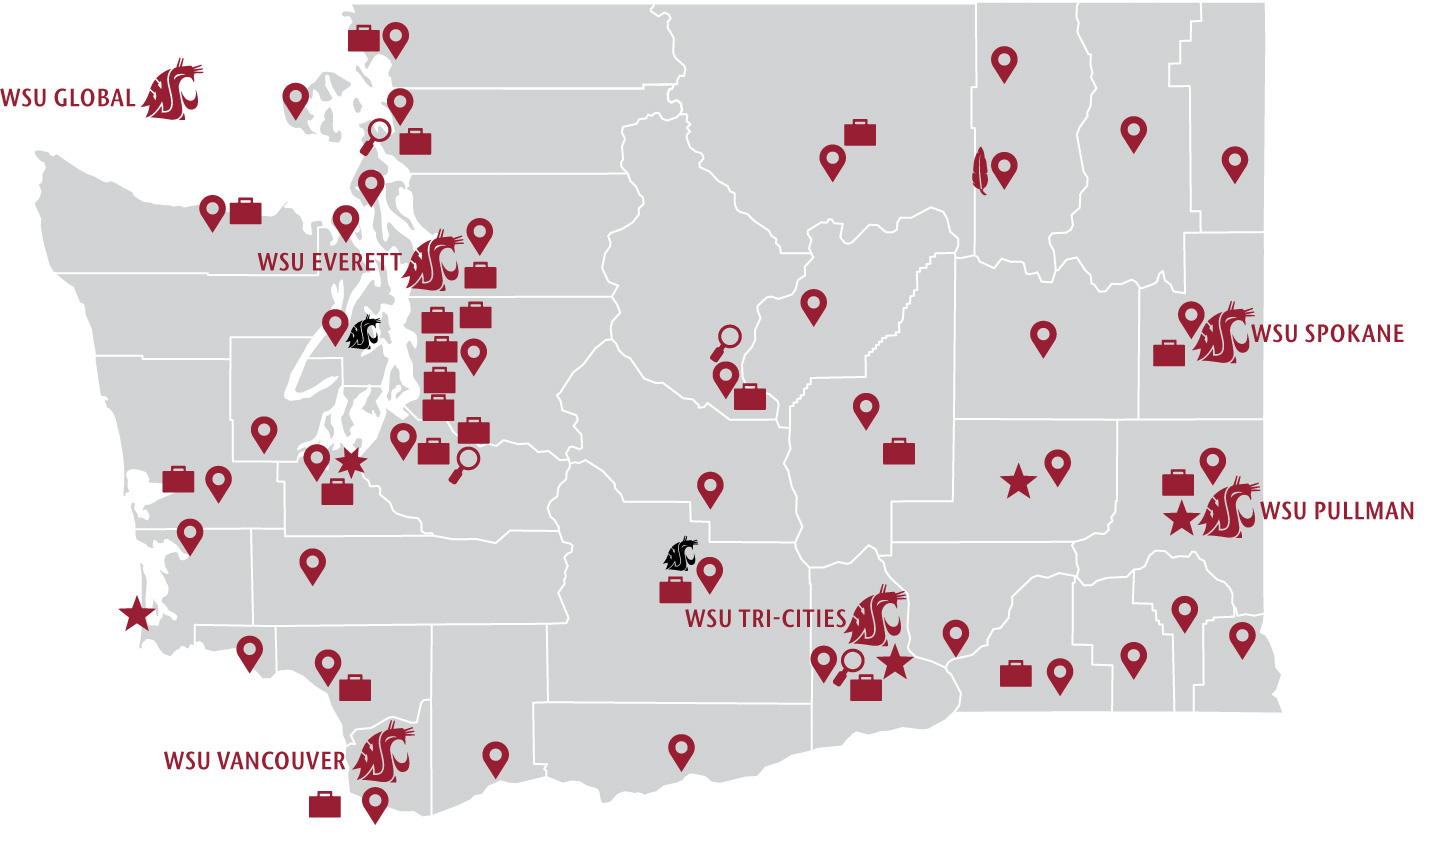 WSU GLOBAL
WSU EVERETT
WSU SPOKANE
WSU PULLMAN
WSU TRI-CITIES
WSU VANCOUVER